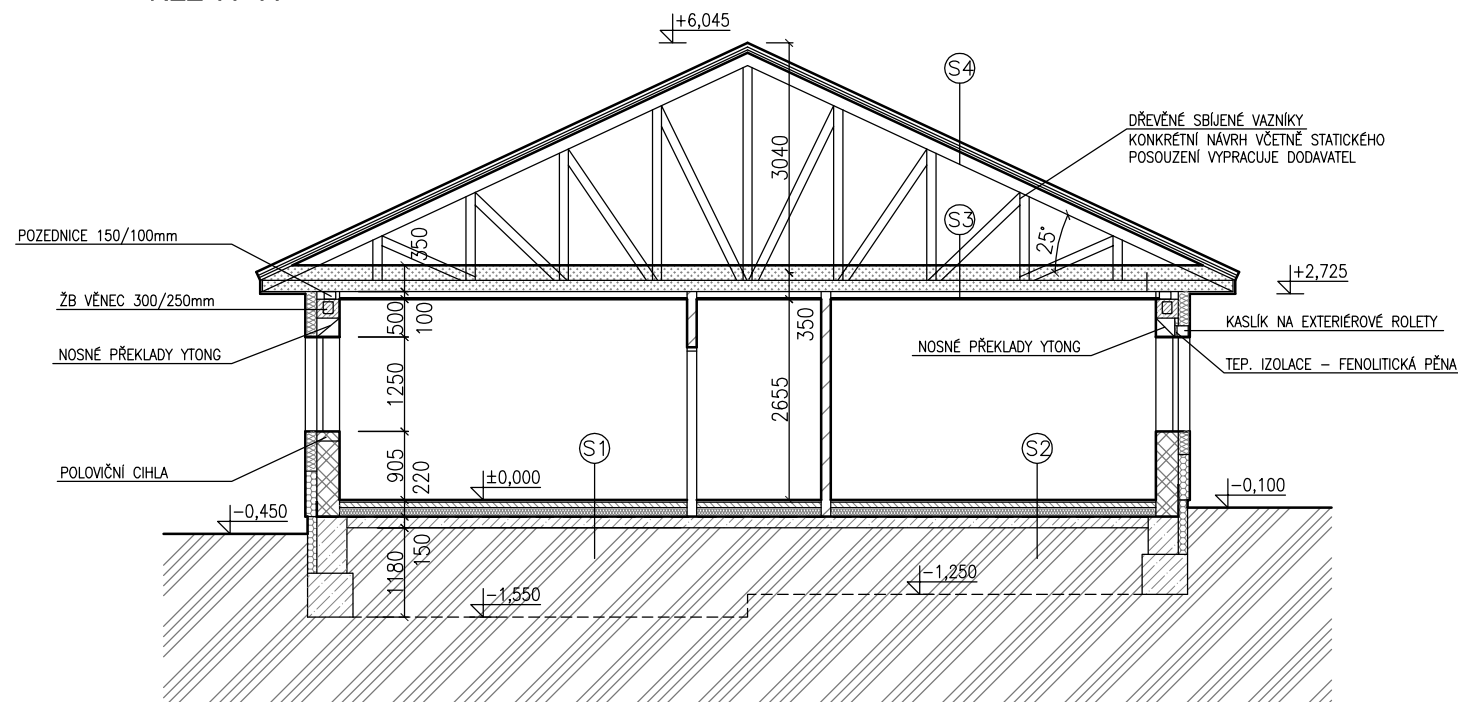 +6,045
S4
DŘEVĚNÉ SBÍJENÉ VAZNÍKY
KONKRÉTNÍ NÁVRH VČETNĚ STATICKÉHO
POSOUZENÍ VYPRACUJE DODAVATEL
3040
S3
25°
POZEDNICE 150/100mm
350
+2,725
ŽB VĚNEC 300/250mm
500
100
350
KASLÍK NA EXTERIÉROVÉ ROLETY
NOSNÉ PŘEKLADY YTONG
NOSNÉ PŘEKLADY YTONG
TEP. IZOLACE – FENOLITICKÁ PĚNA
1250
2655
S1
S2
POLOVIČNÍ CIHLA
905
220
±0,000
-0,100
-0,450
150
1180
-1,550
-1,250